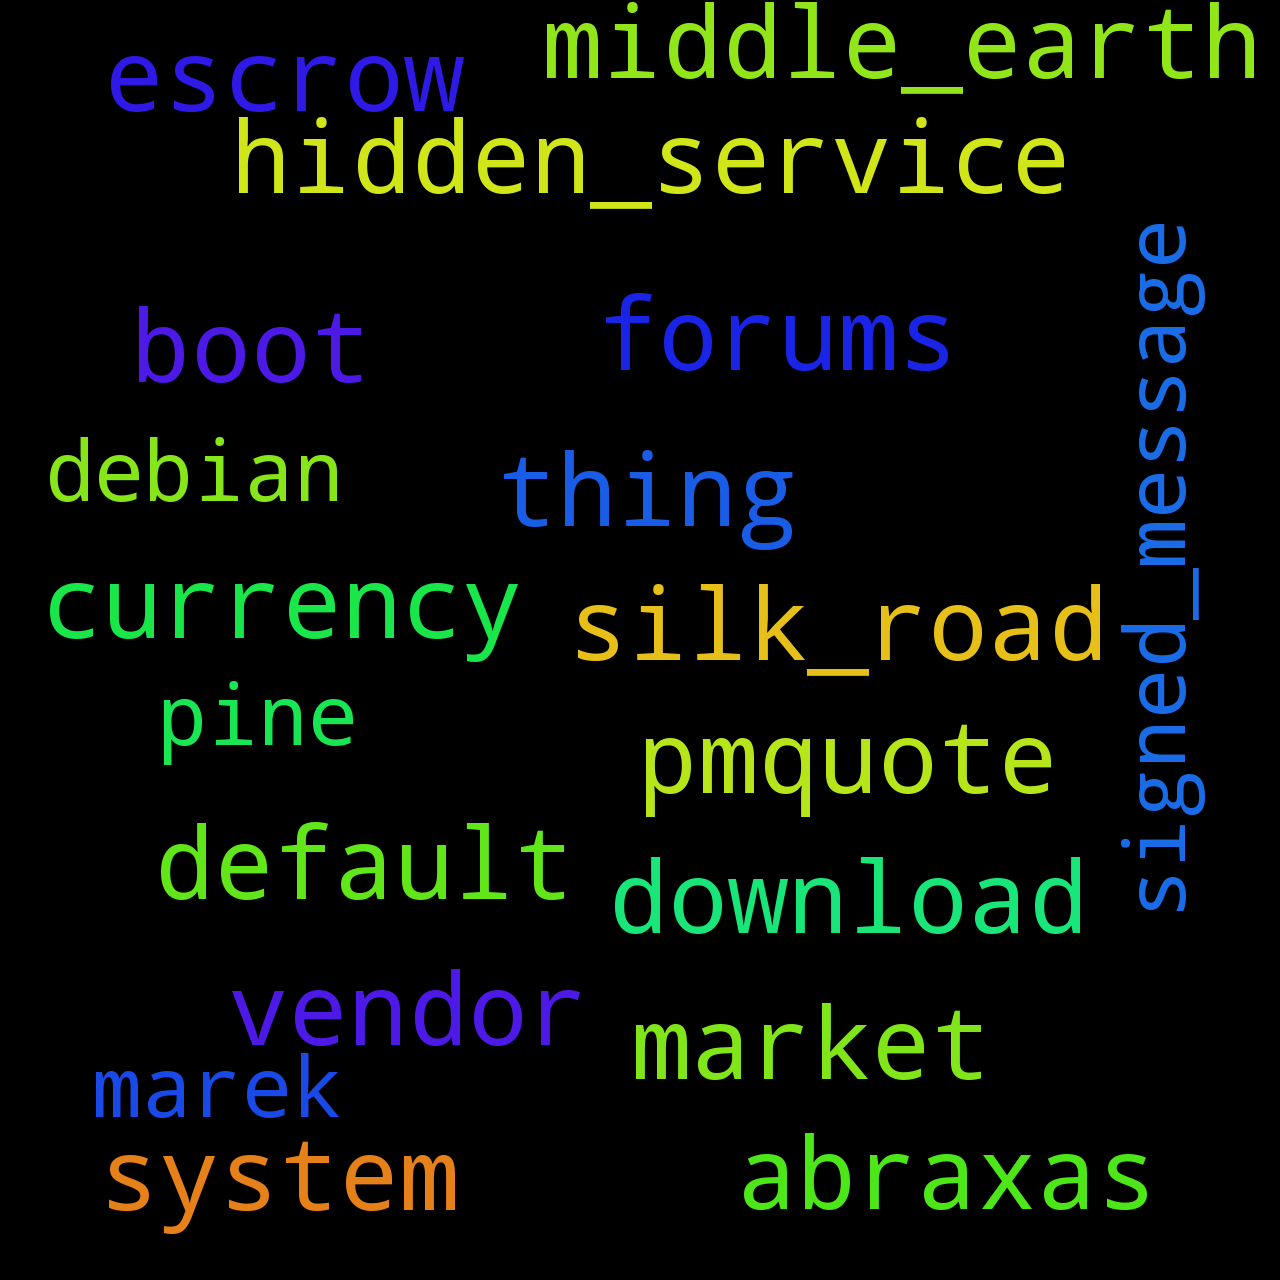 middle_earth
escrow
hidden_service
signed_message
boot
forums
debian
thing
currency
silk_road
pine
pmquote
default
download
vendor
market
marek
system
abraxas